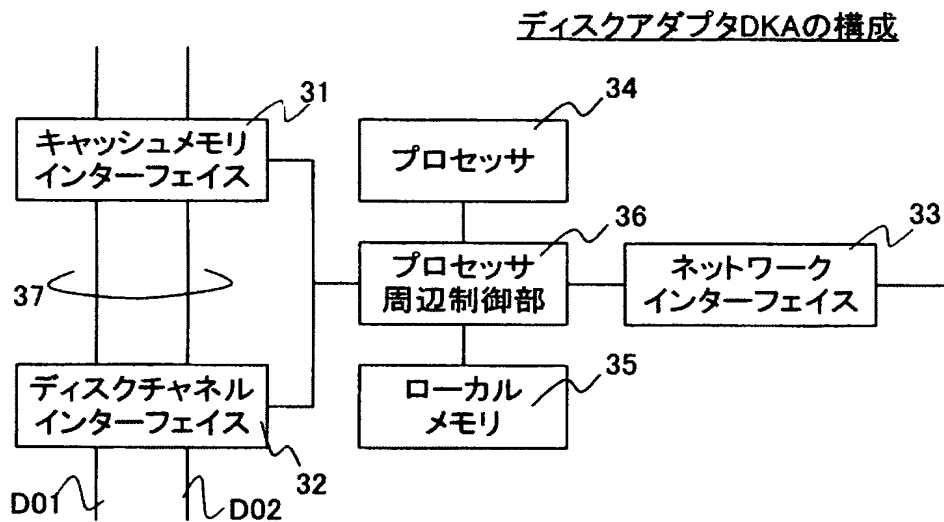 ディスクアダプタDKAの構成
31
キャッシュメモリ
インターフェイス
34
プロセッサ
36
プロセッサ
周辺制御部
33
ネットワーク
インターフェイス
37
ディスクチャネル
インターフェイス
32
35
ローカル
メモリ
D01
D02